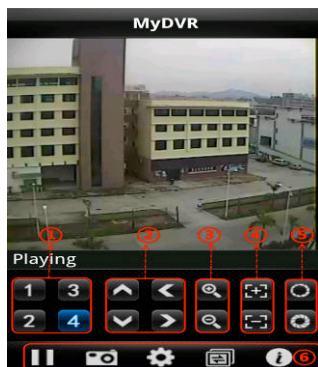 MyDVR
① ② ③ ④ ⑤
Playing
1 3
2 4
⑥